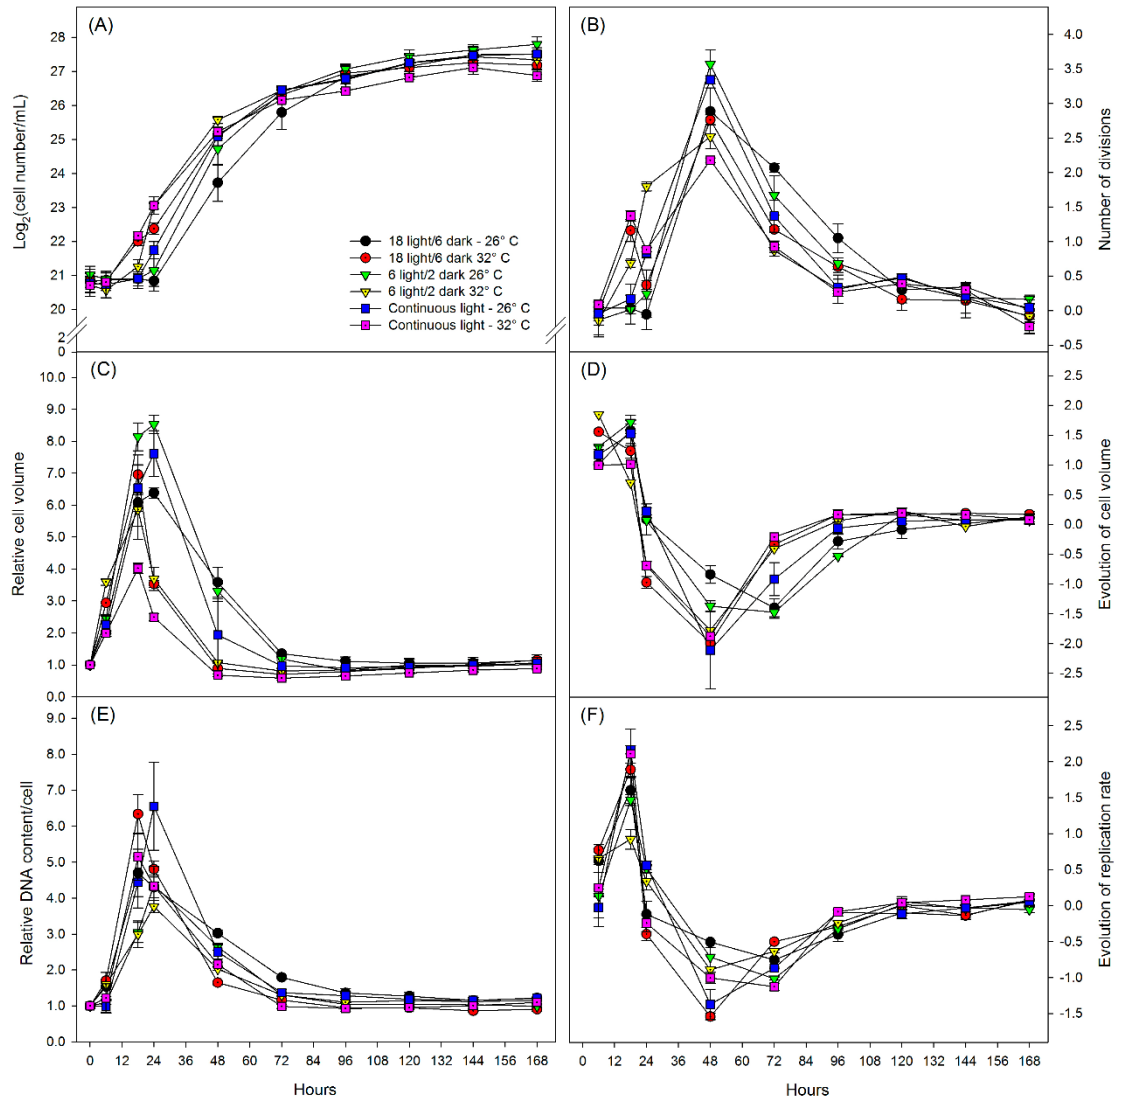 (A)
28
27
26
25
24
23
22
21
20
2
0
Log2(cell number/mL)
18 light/6 dark - 26° C
18 light/6 dark 32° C
6 light/2 dark 26° C
6 light/2 dark 32° C
Continuous light - 26° C
Continuous light - 32° C
(B)
4.0
3.5
3.0
2.5
2.0
1.5
1.0
0.5
0.0
-0.5
Number of divisions
(C)
10.0
9.0
8.0
7.0
6.0
5.0
4.0
3.0
2.0
1.0
0.0
Relative cell volume
(D)
2.5
2.0
1.5
1.0
0.5
0.0
-0.5
-1.0
-1.5
-2.0
-2.5
Evolution of cell volume
(E)
9.0
8.0
7.0
6.0
5.0
4.0
3.0
2.0
1.0
0.0
Relative DNA content/cell
0 12 24 36 48 60 72 84 96 108 120 132 144 156 168
Hours
(F)
2.5
2.0
1.5
1.0
0.5
0.0
-0.5
-1.0
-1.5
Evolution of replication rate
0 12 24 36 48 60 72 84 96 108 120 132 144 156 168
Hours